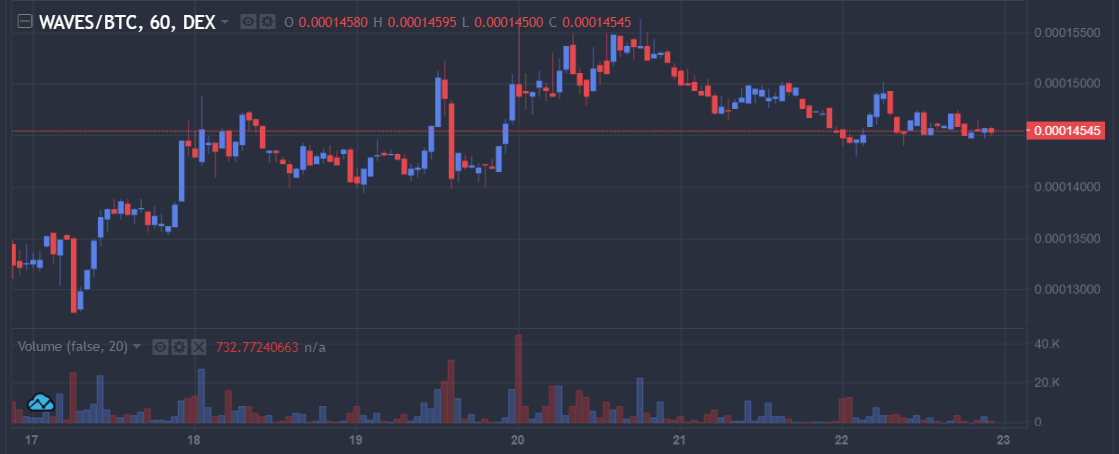 WAVES/BTC, 60, DEX O 0.00014580 H 0.00014595 L 0.00014500 C 0.00014545
0.00015500
0.00015000
0.00014545
0.00014000
0.00013500
0.00013000
Volume (false, 20) 732.77240663 n/a
40.K
20.K
0
17 18 19 20 21 22 23